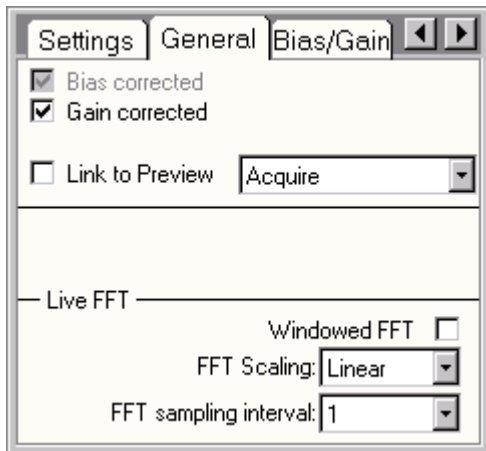 Settings General Bias/Gain
Bias corrected
Gain corrected
Link to Preview Acquire
Live FFT
Windowed FFT
FFT Scaling: Linear
FFT sampling interval: 1